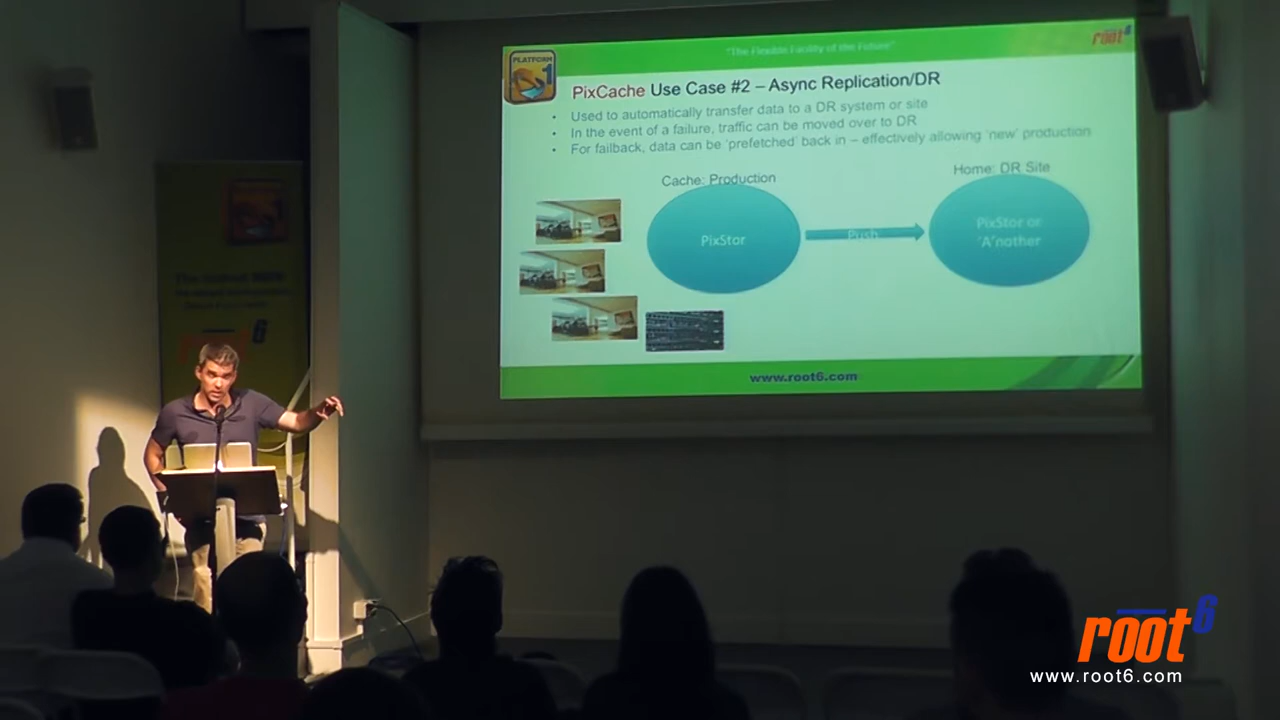 "The Flexible Facility of the Future"
root6
PLATFORM
1
PixCache Use Case #2 – Async Replication/DR
• Used to automatically transfer data to a DR system or site
• In the event of a failure, traffic can be moved over to DR
• For failback, data can be 'prefetched' back in – effectively allowing 'new' production
Cache: Production
Home: DR Site
PixStor
Push
PixStor or
'A'nother
www.root6.com
root6
root6
www.root6.com